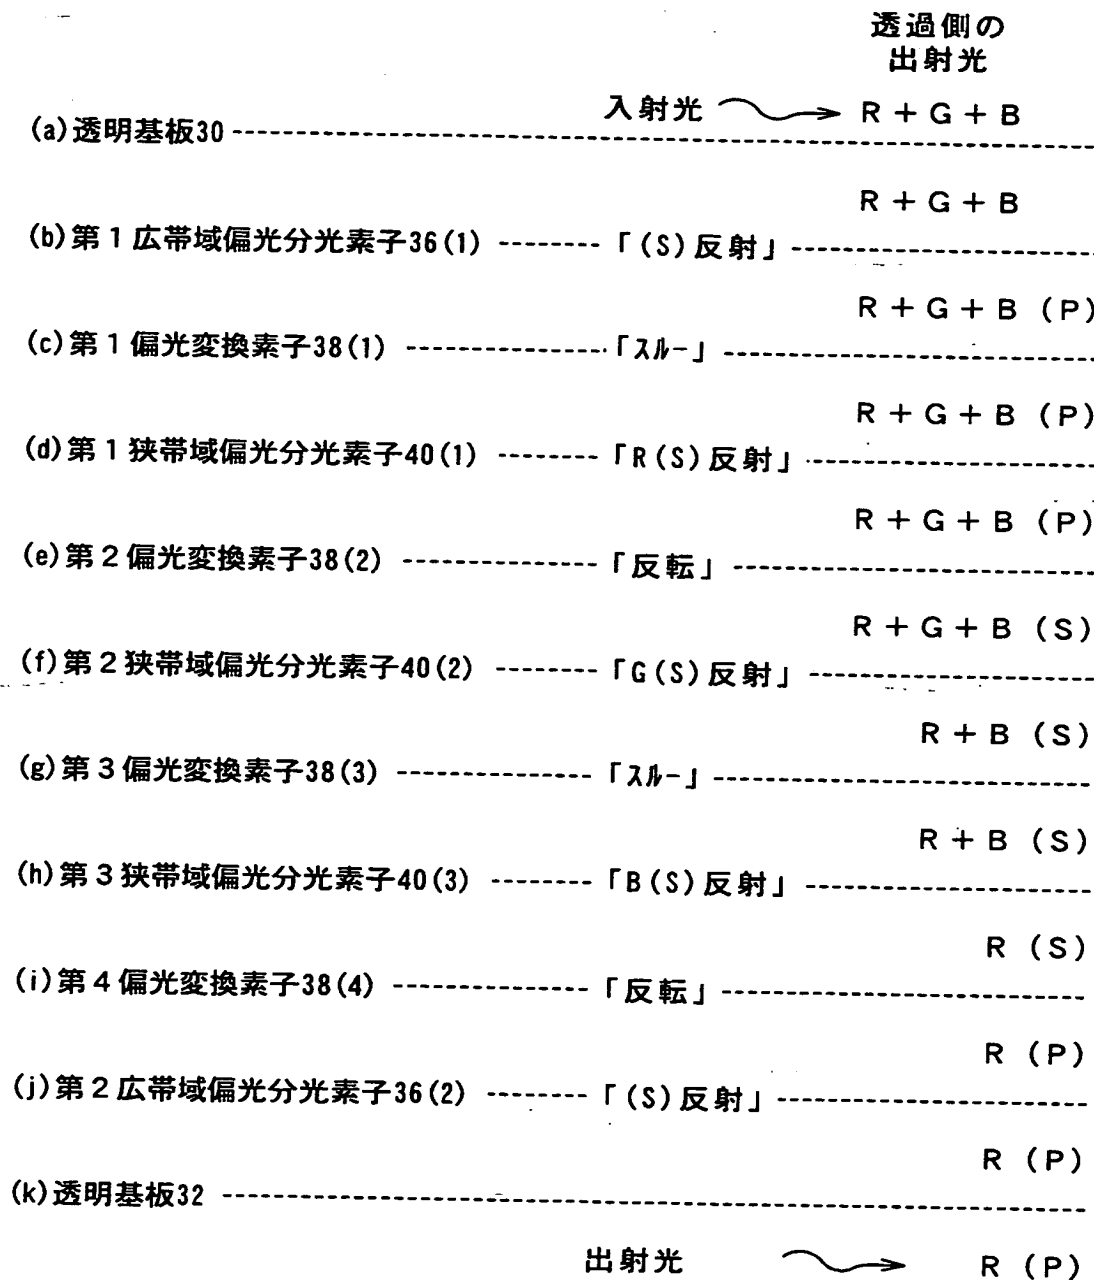 透過側の
出射光
入射光 R+G+B
(a)透明基板30
R+G+B
(b)第1広帯域偏光分光素子36(1) 「(S)反射」
R+G+B (P)
(c)第1偏光変換素子38(1) 「スルー」
R+G+B (P)
(d)第1狭帯域偏光分光素子40(1) 「R(S)反射」
R+G+B (P)
(e)第2偏光変換素子38(2) 「反転」
R+G+B (S)
(f)第2狭帯域偏光分光素子40(2) 「G(S)反射」
R+B (S)
(g)第3偏光変換素子38(3) 「スルー」
R+B (S)
(h)第3狭帯域偏光分光素子40(3) 「B(S)反射」
R (S)
(i)第4偏光変換素子38(4) 「反転」
R (P)
(j)第2広帯域偏光分光素子36(2) 「(S)反射」
R (P)
(k)透明基板32
出射光 R (P)